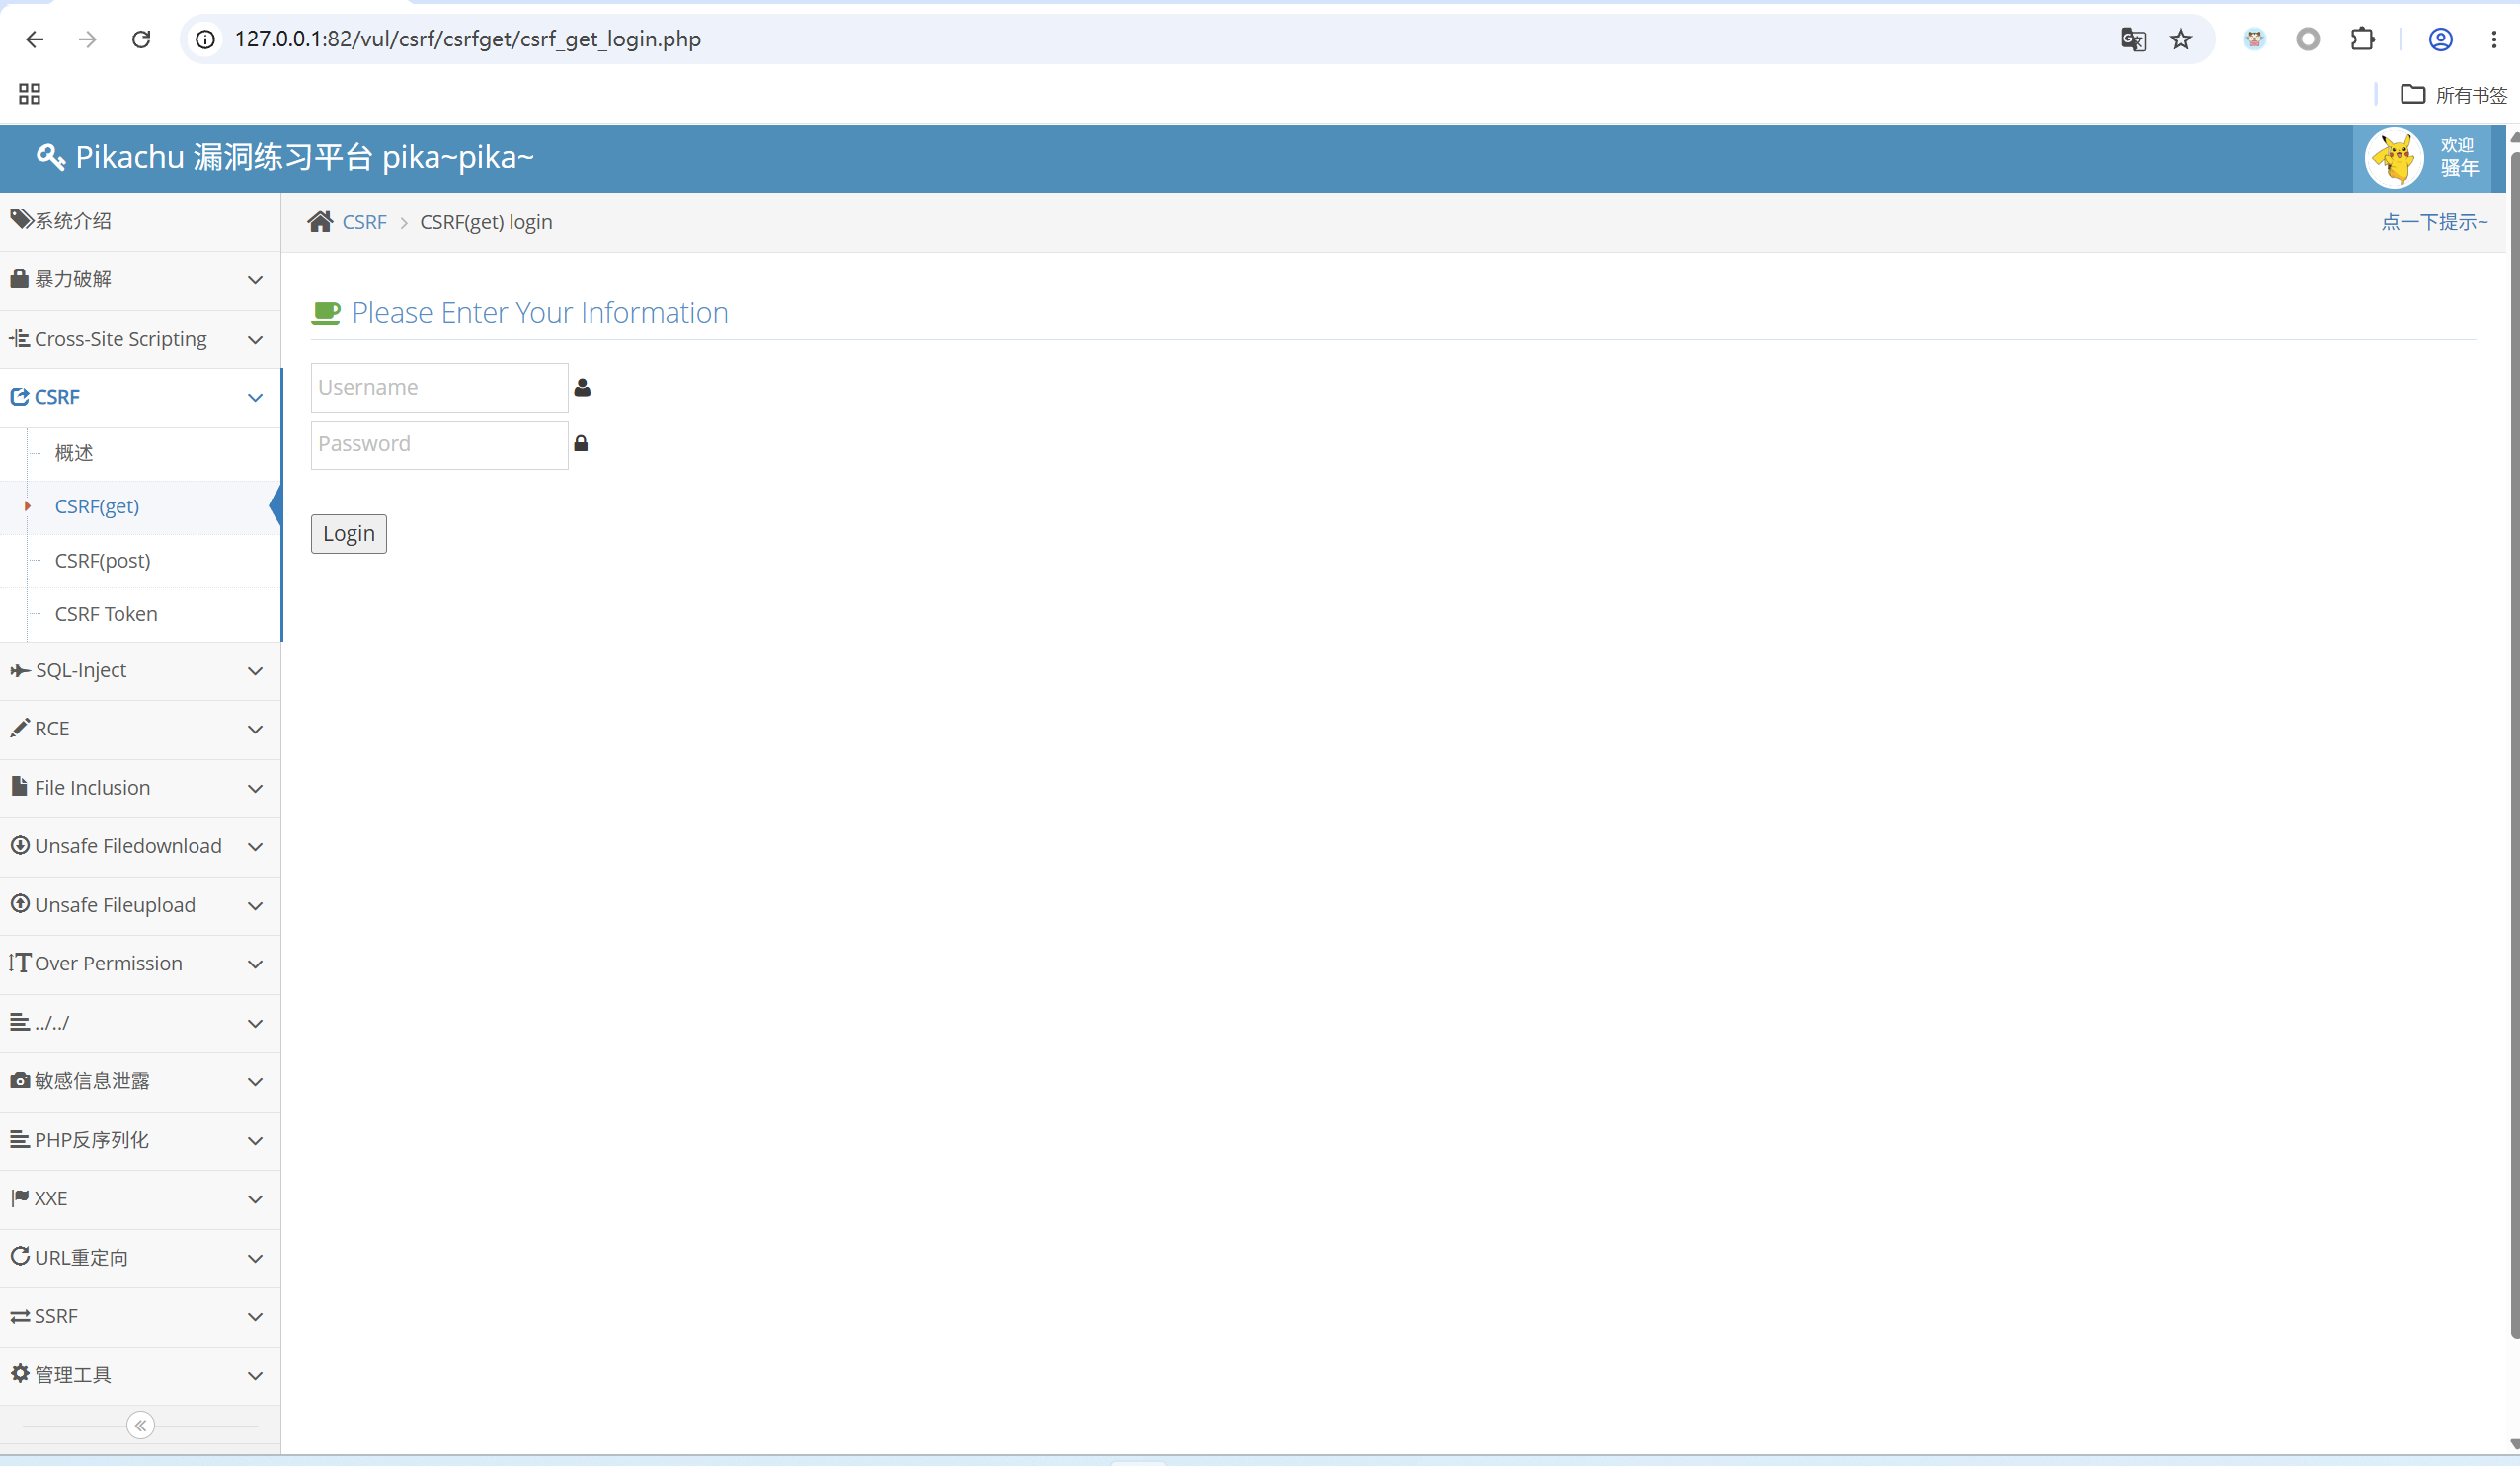 127.0.0.1:82/vul/csrf/csrfget/csrf_get_login.php
所有书签
Pikachu 漏洞练习平台 pika~pika~
欢迎
骚年
系统介绍
暴力破解
Cross-Site Scripting
CSRF
概述
CSRF(get)
CSRF(post)
CSRF Token
SQL-Inject
RCE
File Inclusion
Unsafe Filedownload
Unsafe Fileupload
Over Permission
../../
敏感信息泄露
PHP反序列化
XXE
URL重定向
SSRF
管理工具
CSRF > CSRF(get) login
点一下提示~
Please Enter Your Information
Username
Password
Login